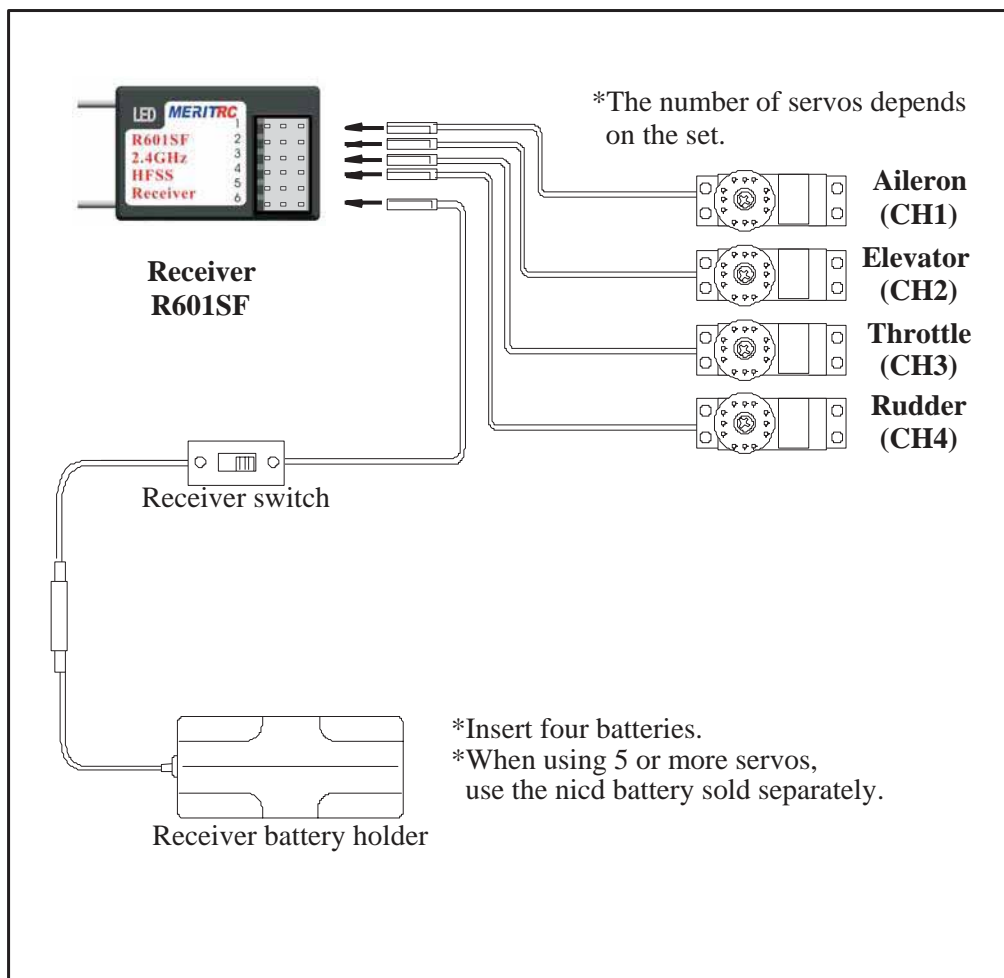 LED MERITRC
R601SF
2.4GHz
HFSS
Receiver
1
2
3
4
5
6
Receiver
R601SF
*The number of servos depends
on the set.
Aileron
(CH1)
Elevator
(CH2)
Throttle
(CH3)
Rudder
(CH4)
Receiver switch
*Insert four batteries.
*When using 5 or more servos,
use the nicd battery sold separately.
Receiver battery holder